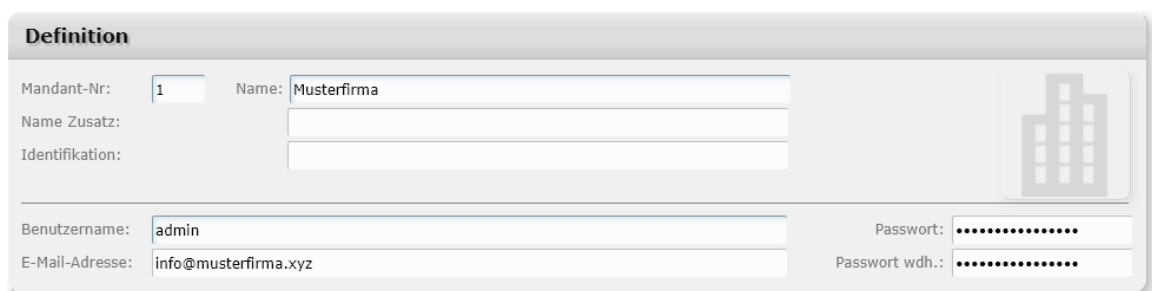 Definition
Mandant-Nr: 1 Name: Musterfirma
Name Zusatz:
Identifikation:
Benutzername: admin Passwort: ••••••••••••••••
E-Mail-Adresse: info@musterfirma.xyz Passwort wdh.: ••••••••••••••••